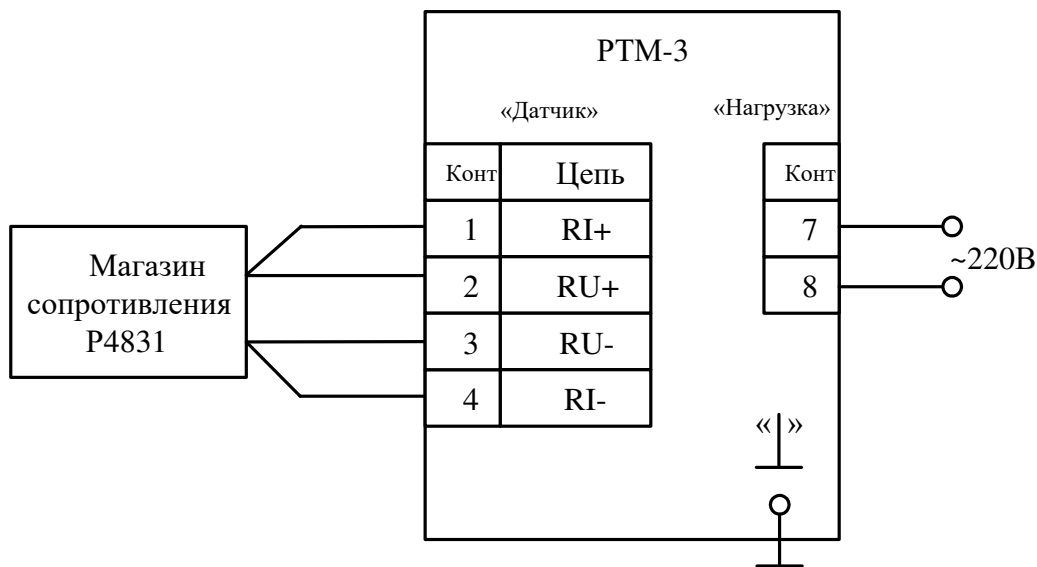 РТМ-3
«Датчик»
«Нагрузка»
Конт Цепь
Конт
1 RI+
7
2 RU+
8
3 RU-
4 RI-
~220В
Магазин
сопротивления
Р4831
« »